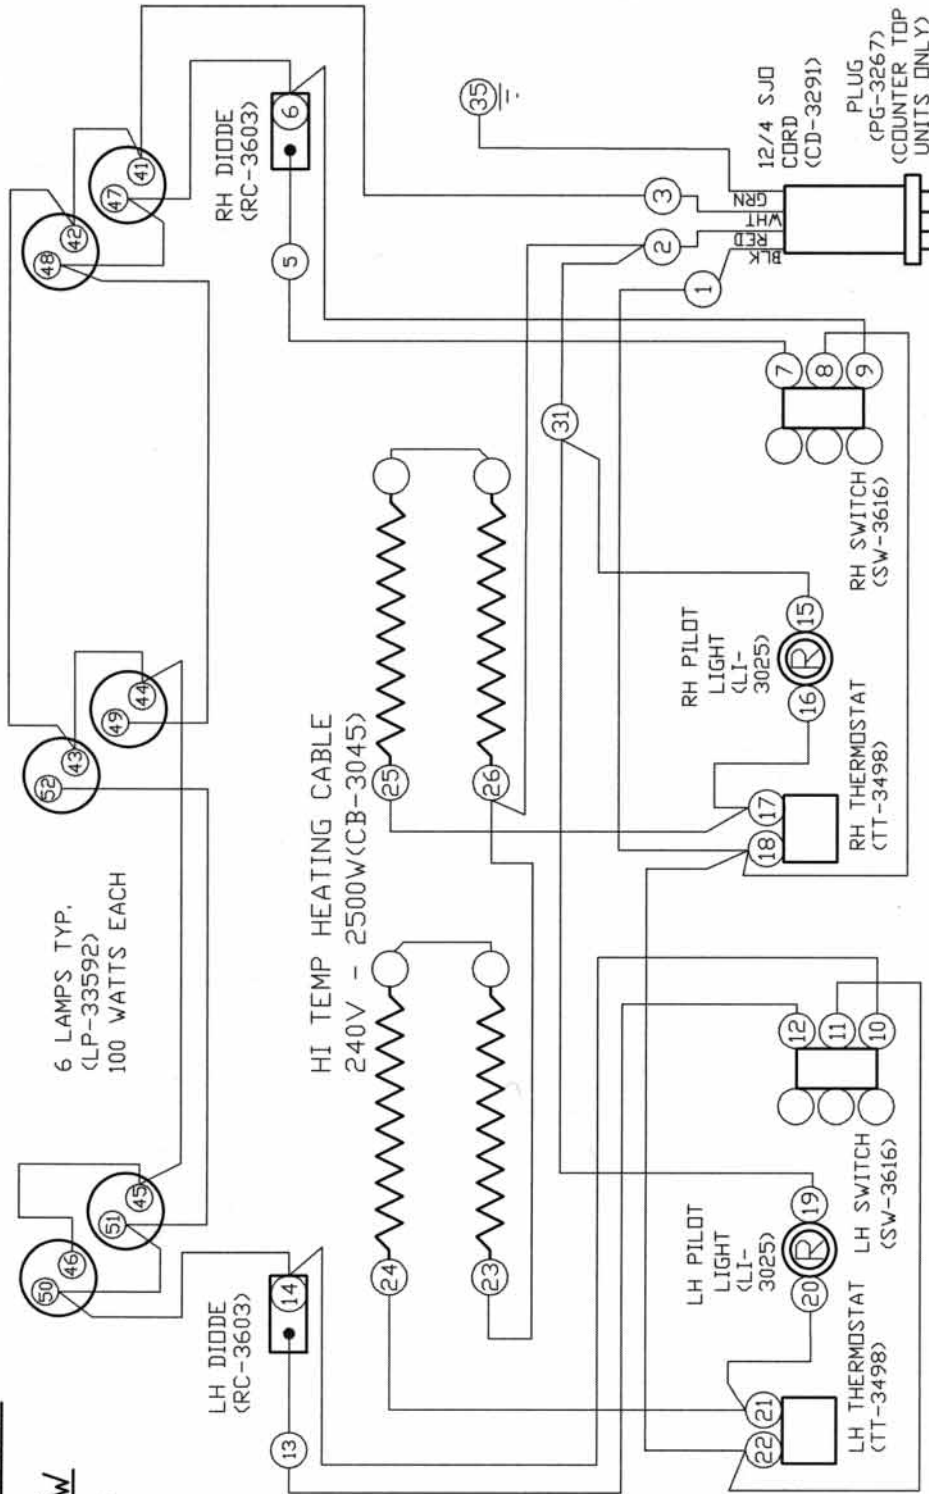 W
6 LAMPS TYP.
(LP-33592)
100 WATTS EACH
50
46
51
45
52
43
49
44
48
42
47
41
LH DIODE
(RC-3603)
14
13
RH DIODE
(RC-3603)
6
5
HI TEMP HEATING CABLE
240V - 2500W(CB-3045)
24
23
25
26
35
31
3
2
1
GRN
WHT
RED
BLK
12/4 SJO
CORD
(CD-3291)
PLUG
(PG-3267)
(COUNTER TOP
UNITS ONLY)
LH PILOT
LIGHT
(LI-
3025)
20
R
19
22
21
LH THERMOSTAT
(TT-3498)
12
11
10
LH SWITCH
(SW-3616)
RH PILOT
LIGHT
(LI-
3025)
16
R
15
18
17
RH THERMOSTAT
(TT-3498)
7
8
9
RH SWITCH
(SW-3616)